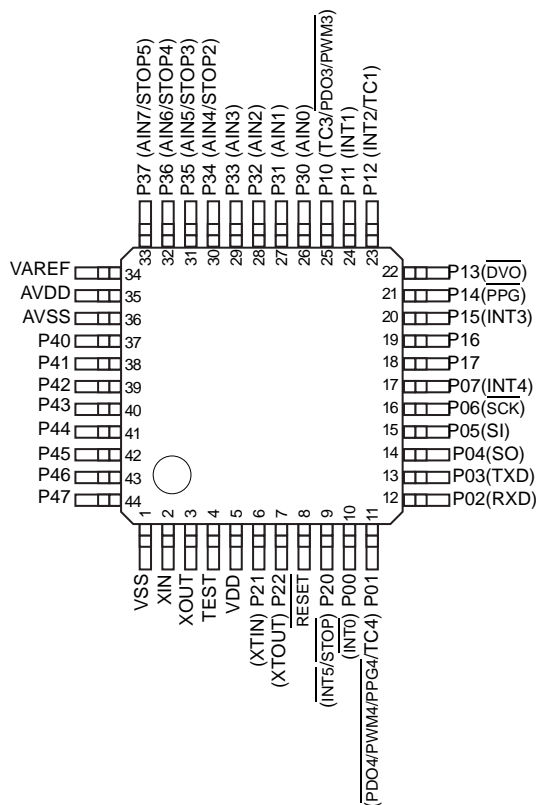 P37 (AIN7/STOP5)
P36 (AIN6/STOP4)
P35 (AIN5/STOP3)
P34 (AIN4/STOP2)
P33 (AIN3)
P32 (AIN2)
P31 (AIN1)
P30 (AIN0)
P10 (TC3/PDO3/PWM3)
P11 (INT1)
P12 (INT2/TC1)
33 32 31 30 29 28 27 26 25 24 23
VAREF 34
AVDD 35
AVSS 36
P40 37
P41 38
P42 39
P43 40
P44 41
P45 42
P46 43
P47 44
22 P13(DVO)
21 P14(PPG)
20 P15(INT3)
19 P16
18 P17
17 P07(INT4)
16 P06(SCK)
15 P05(SI)
14 P04(SO)
13 P03(TXD)
12 P02(RXD)
1 2 3 4 5 6 7 8 9 10 11
VSS
XIN
XOUT
TEST
VDD
(XTIN) P21
(XTOUT) P22
RESET
(INT5/STOP) P20
(INT0) P00
(PDO4/PWM4/PPG4/TC4) P01